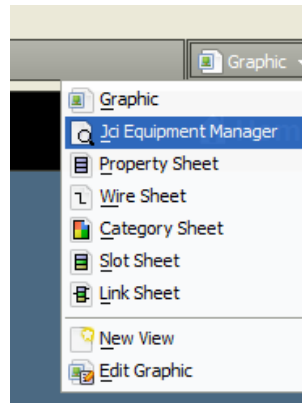 Graphic
Graphic
Jci Equipment Manager
Property Sheet
Wire Sheet
Category Sheet
Slot Sheet
Link Sheet
New View
Edit Graphic